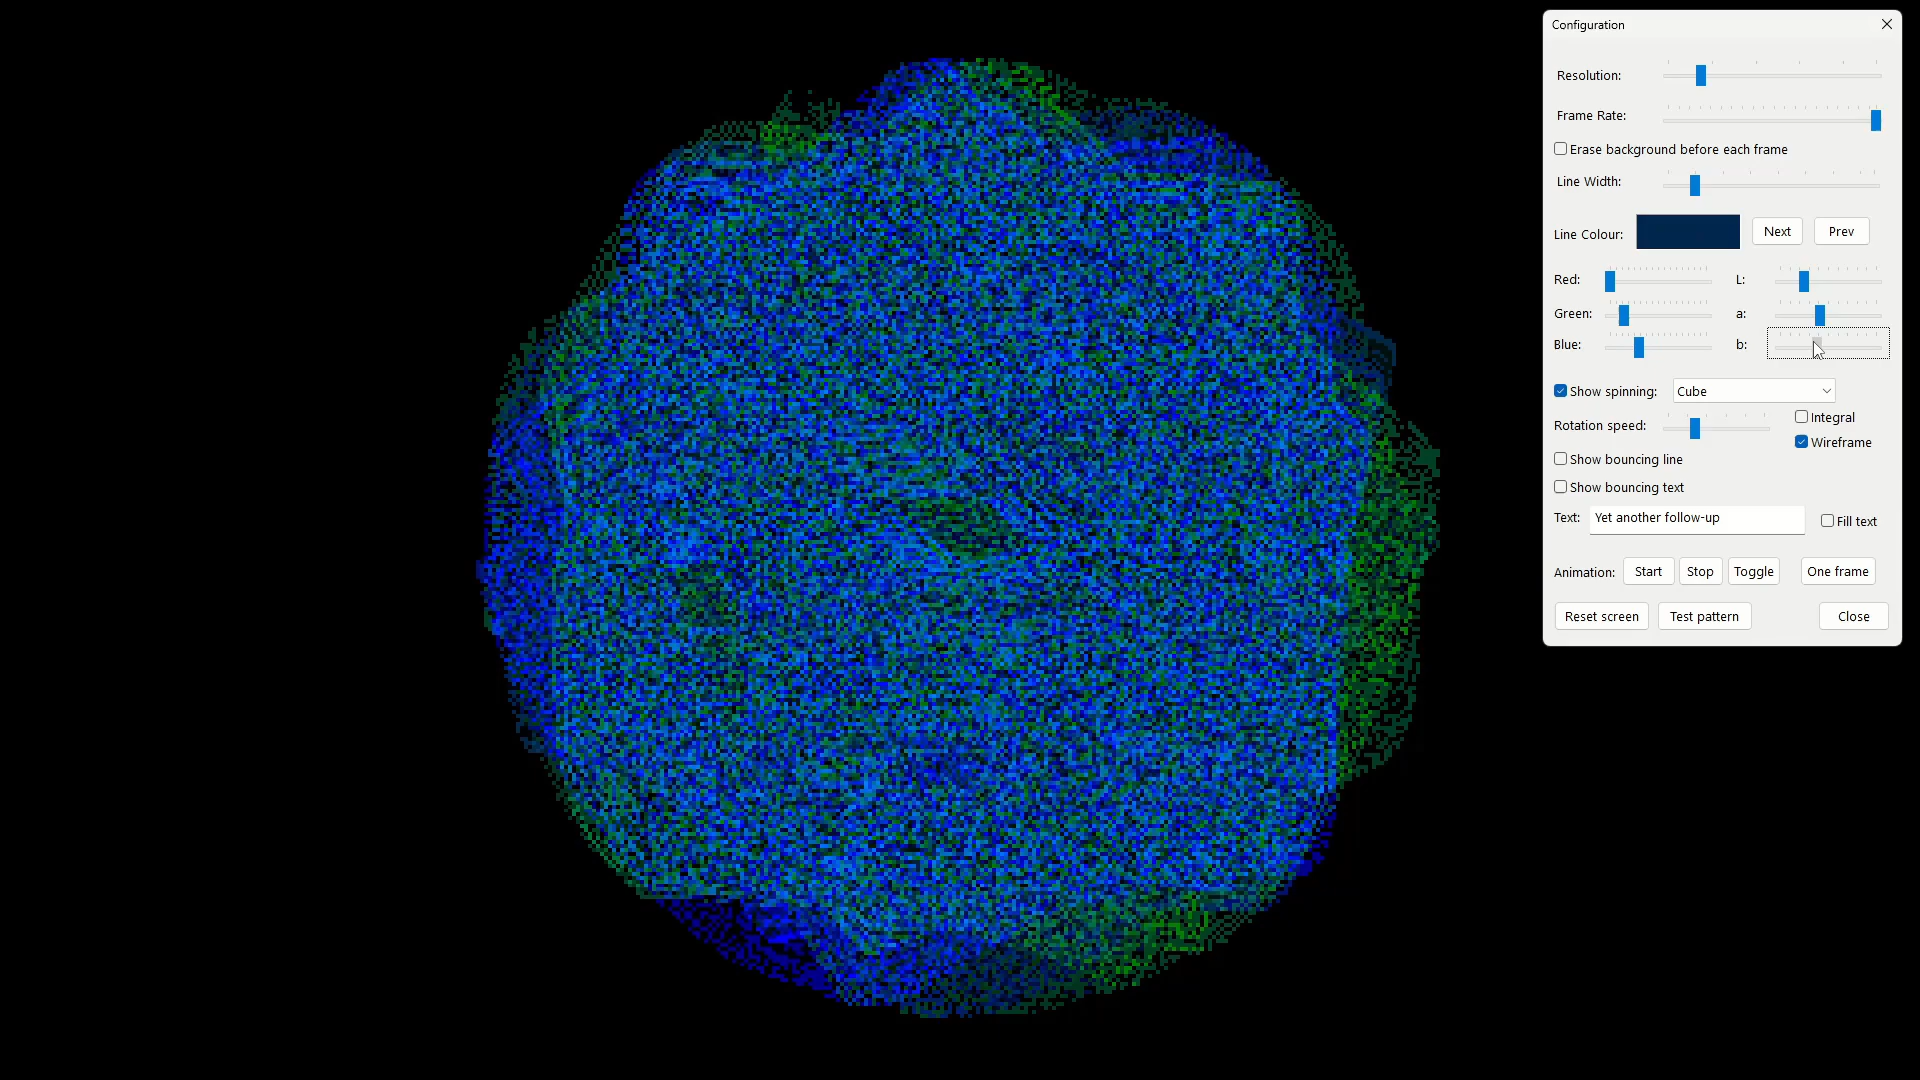 Configuration
Resolution:
Frame Rate:
Erase background before each frame
Line Width:
Line Colour: Next Prev
Red: L:
Green: a:
Blue: b:
Show spinning: Cube
Integral
Rotation speed:
Wireframe
Show bouncing line
Show bouncing text
Text: Yet another follow-up Fill text
Animation: Start Stop Toggle One frame
Reset screen Test pattern Close